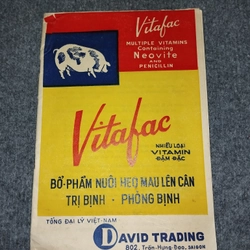 Vitafac
MULTIPLE VITAMINS
Containing
Neovite
AND
PENICILLIN
Vitafac
NHIỀU LOẠI
VITAMIN
ĐẬM ĐẶC
BỔ-PHẨM NUÔI HEO MAU LÊN CÂN
TRỊ BỊNH - PHÒNG BỊNH
TỔNG ĐẠI LÝ VIỆT-NAM
DAVID TRADING
802, Trần-Hưng-Đạo, SAIGON